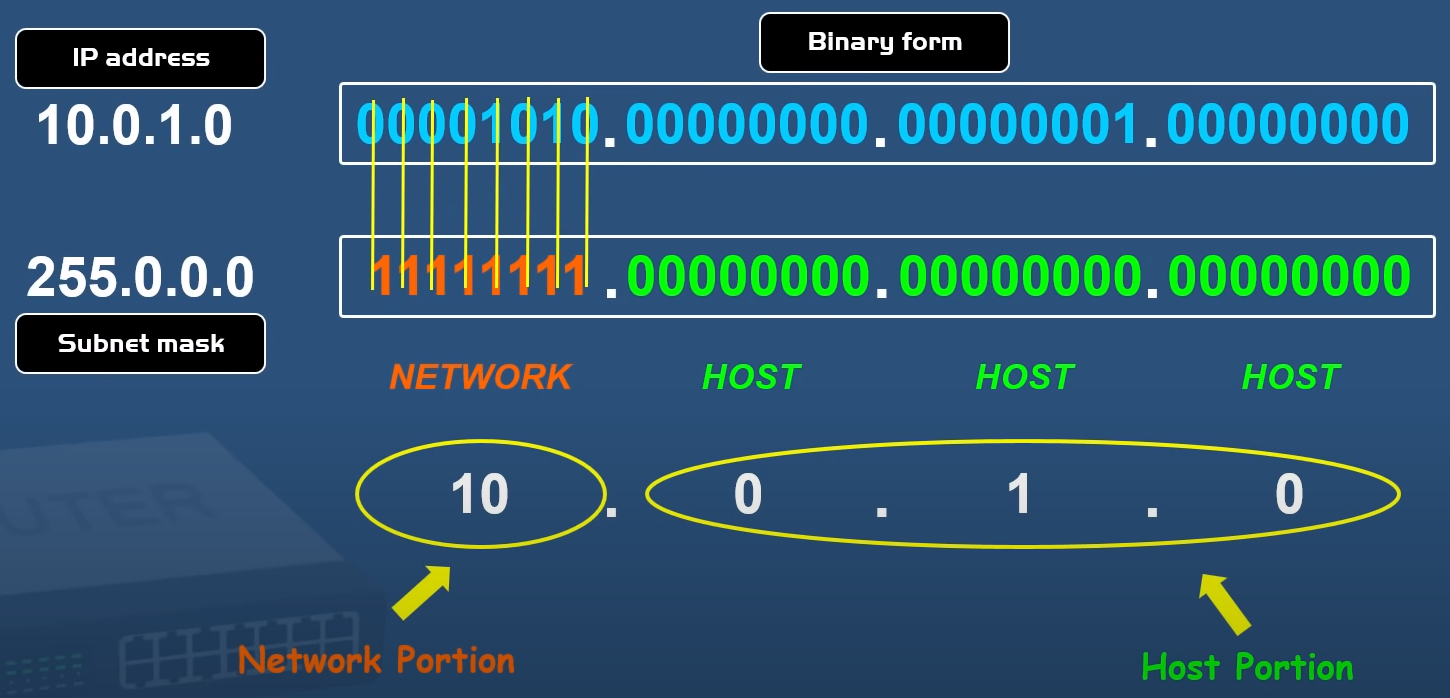 IP address
Binary form
10.0.1.0
00001010.00000000.00000001.00000000
255.0.0.0
11111111.00000000.00000000.00000000
Subnet mask
NETWORK HOST HOST HOST
10 . 0 . 1 . 0
UTER
Network Portion
Host Portion